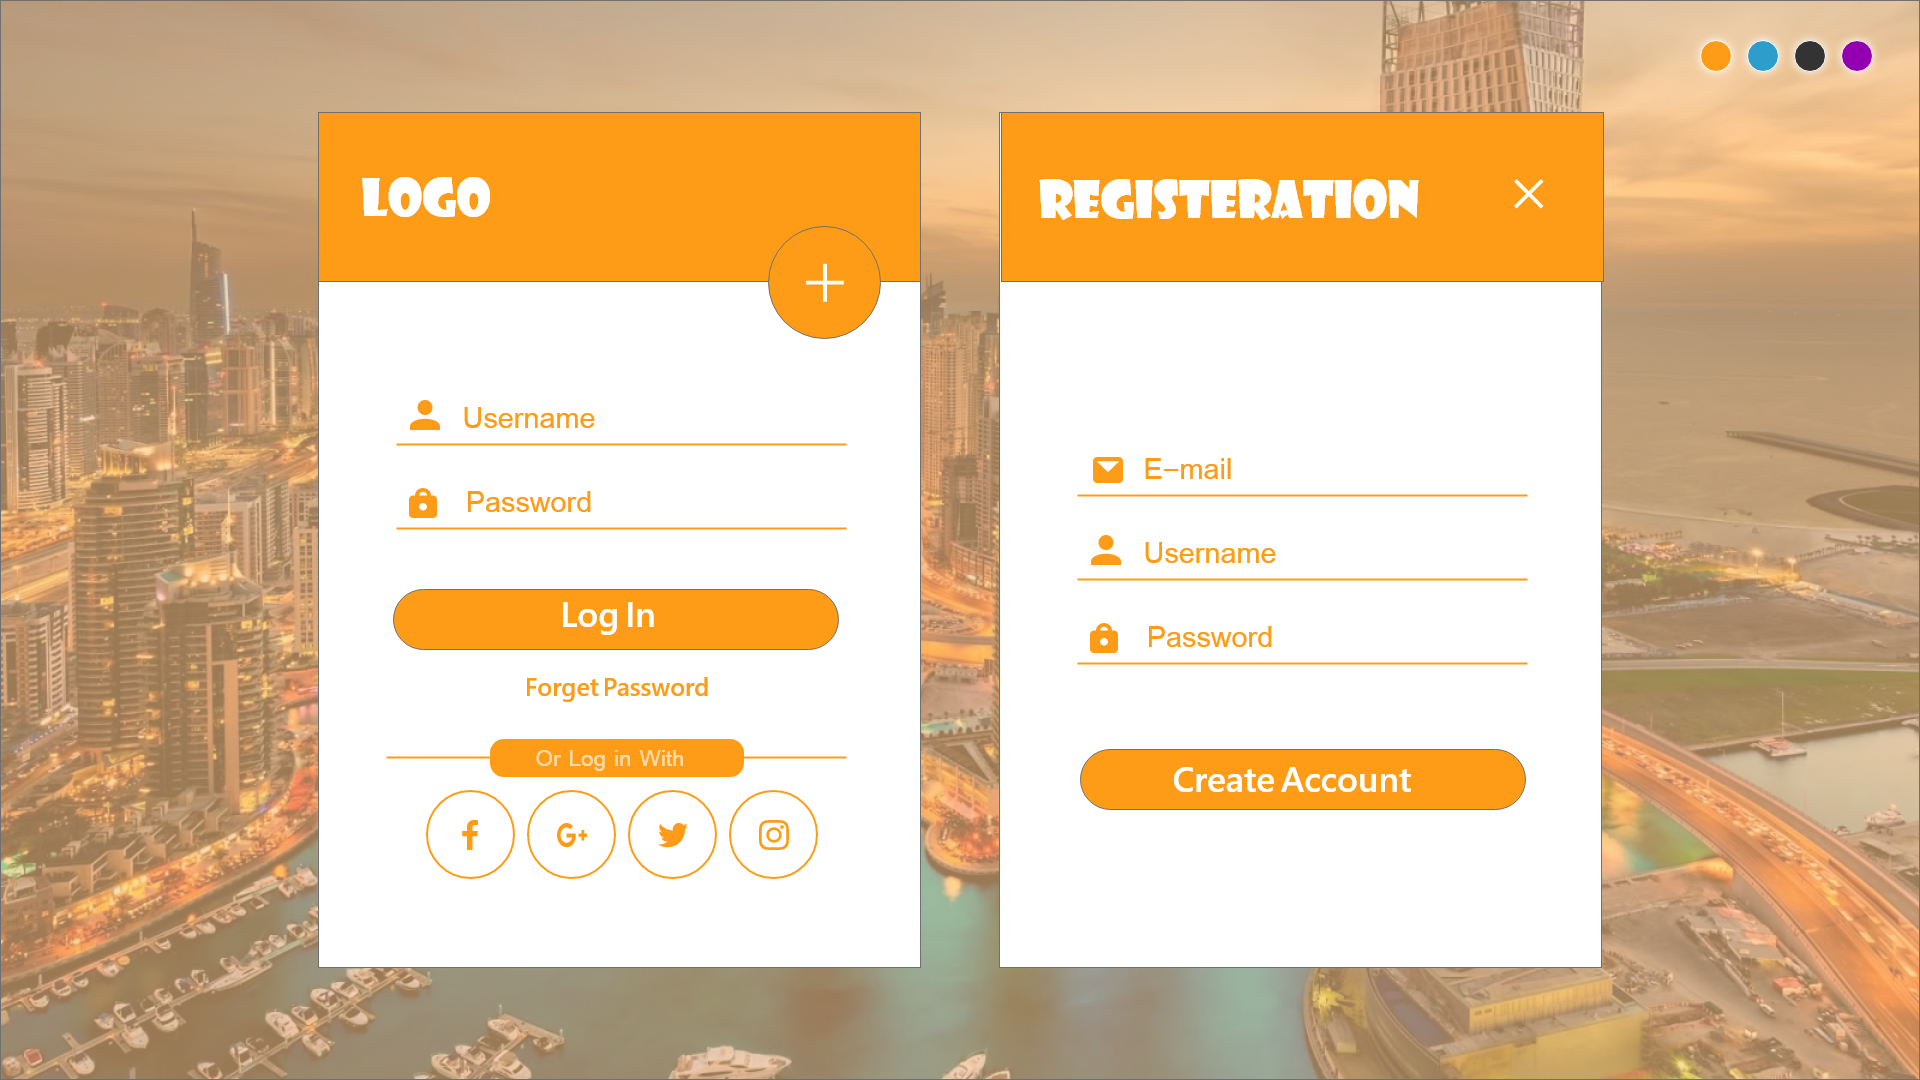 LOGO
Username
Password
Log In
Forget Password
Or Log in With
G+
REGISTERATION
E-mail
Username
Password
Create Account